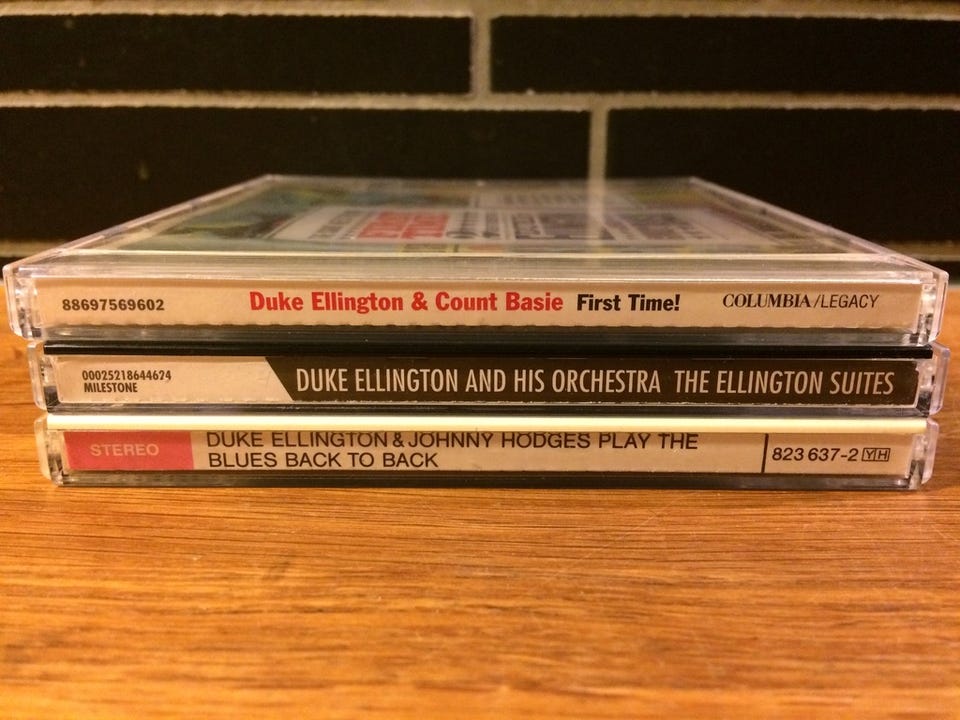 88697569602 Duke Ellington & Count Basie First Time! COLUMBIA/LEGACY
00025218644624
MILESTONE
DUKE ELLINGTON AND HIS ORCHESTRA THE ELLINGTON SUITES
STEREO
DUKE ELLINGTON & JOHNNY HODGES PLAY THE
BLUES BACK TO BACK
823 637-2 YH